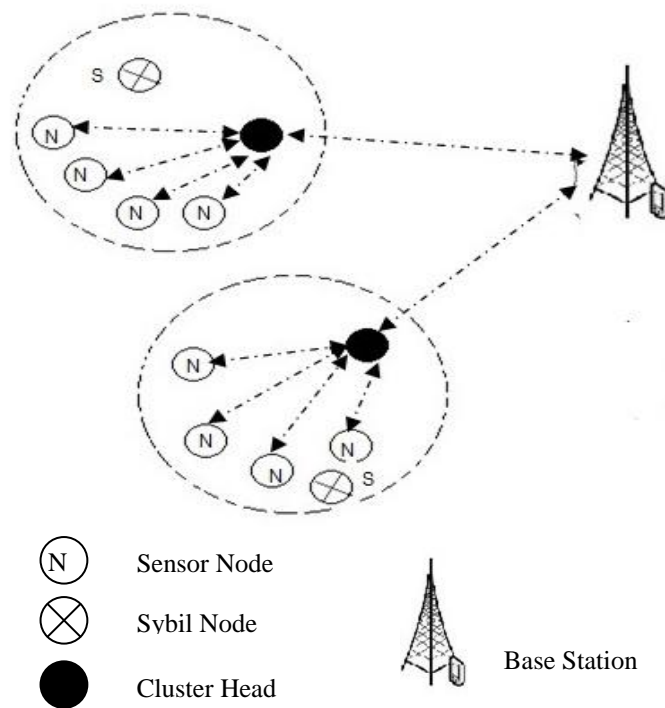 S
N
N
N
N
N
N
N
N
S
N Sensor Node
Sybil Node
Base Station
Cluster Head